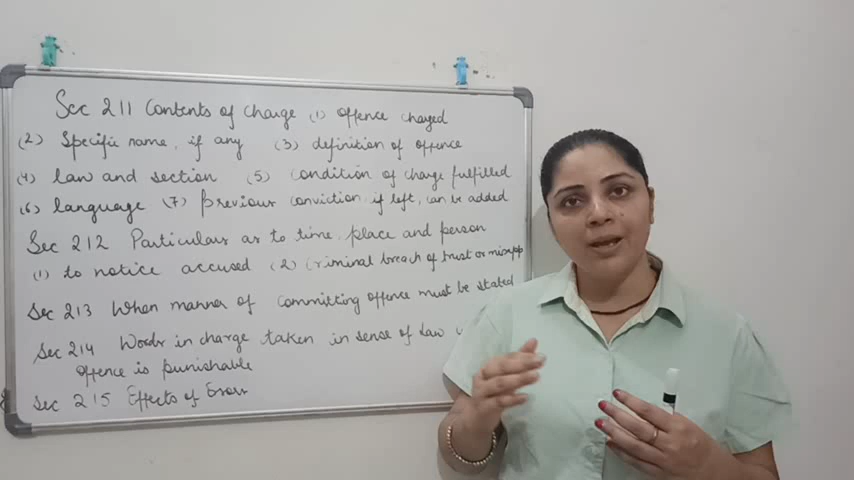 Sec 211 Contents of charge (1) Offence charged
(2) Specific name, if any (3) definition of offence
(4) law and section (5) condition of charge fulfilled
(6) language (7) Previous conviction, if left, can be added
Sec 212 Particulars as to time, place and person
(1) to notice accused (2) Criminal breach of trust or misapp
Sec 213 When manner of committing offence must be stated
Sec 214 Words in charge taken in sense of law
offence is punishable
Sec 215 Effects of Error